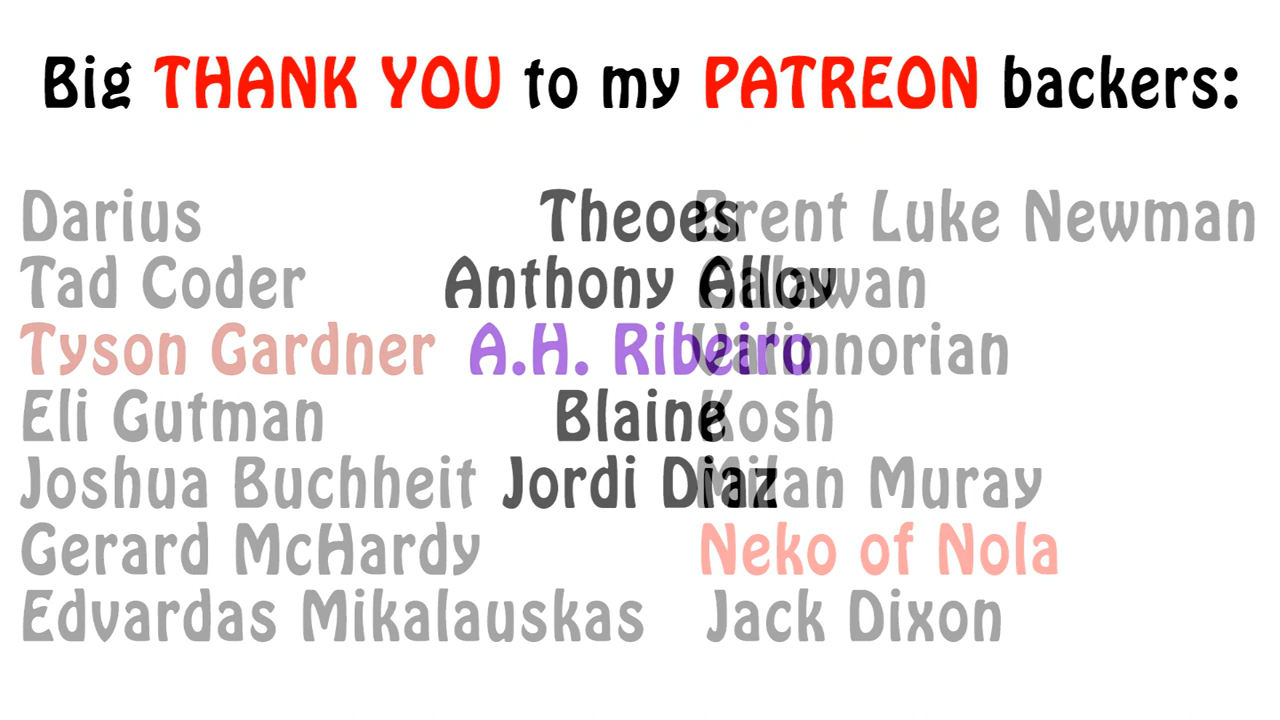 Big THANK YOU to my PATREON backers:
Darius Theoes Brent Luke Newman
Tad Coder Anthony Alloy
Tyson Gardner A.H. Ribeiro
Eli Gutman Blaine Kosh
Joshua Buchheit Jordi Diaz Milan Muray
Gerard McHardy Neko of Nola
Edvardas Mikalauskas Jack Dixon